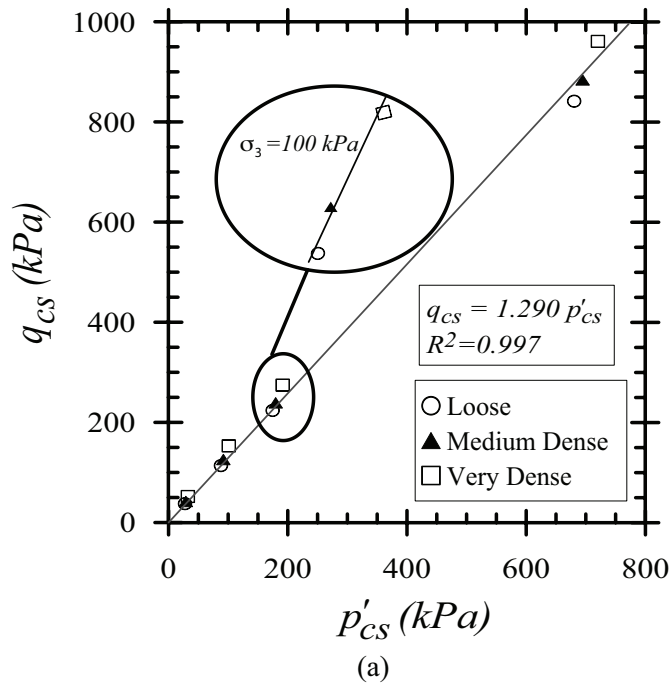 1000
800
600
400
200
0
q_cs (kPa)
σ₃ =100 kPa
q_cs = 1.290 p'_cs
R²=0.997
Loose
Medium Dense
Very Dense
0 200 400 600 800
p'_cs (kPa)
(a)